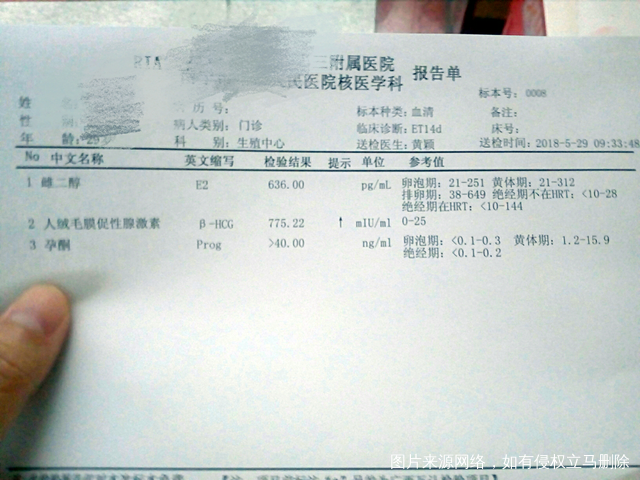 三附属医院
民医院核医学科 报告单
标本号: 0008
姓
病历号:
标本种类: 血清
备注:
性 别
病人类别: 门诊
临床诊断: ET14d
床号:
年 龄: 29岁
科 别: 生殖中心
送检医生: 黄颖
送检时间: 2018-5-29 09:33:48
No 中文名称 英文缩写 检验结果 提示 单位 参考值
1 雌二醇 E2 636.00 pg/mL 卵泡期: 21-251 黄体期: 21-312
排卵期: 38-649 绝经期不在HRT: <10-28
绝经期在HRT: <10-144
2 人绒毛膜促性腺激素 β-HCG 775.22 ↑ mIU/ml 0-25
3 孕酮 Prog >40.00 ng/ml 卵泡期: <0.1-0.3 黄体期: 1.2-15.9
绝经期: <0.1-0.2
图片来源网络，如有侵权立马删除